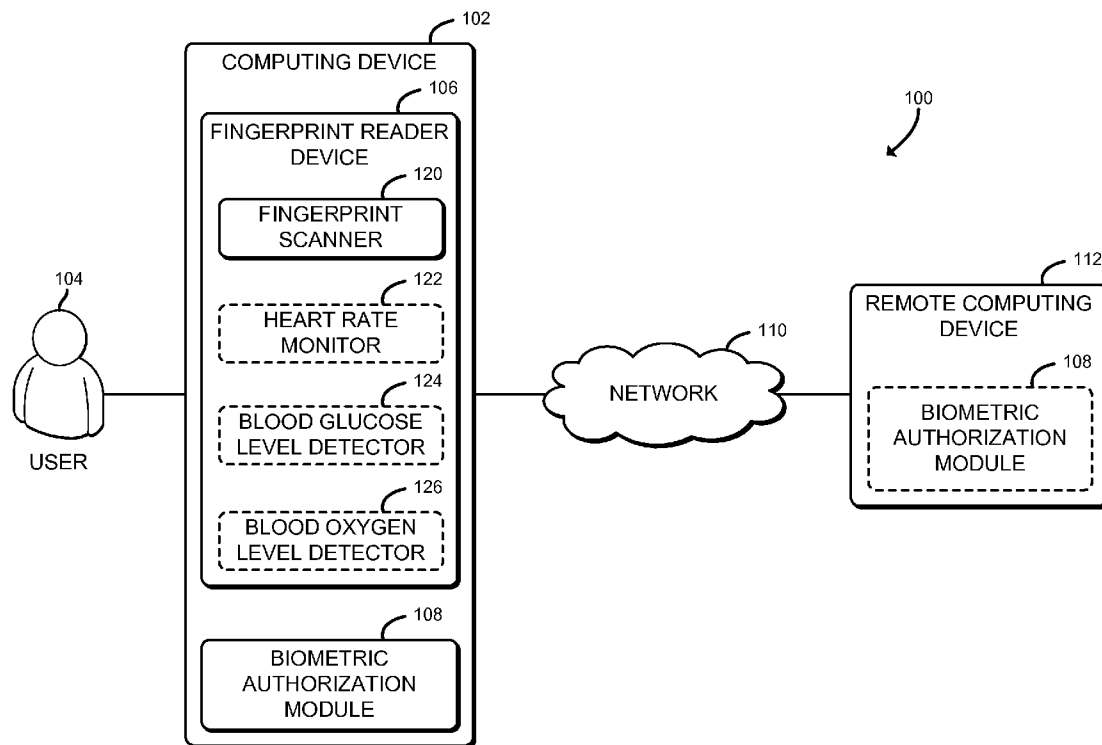 102
COMPUTING DEVICE
106
FINGERPRINT READER
DEVICE
120
FINGERPRINT
SCANNER
122
HEART RATE
MONITOR
124
BLOOD GLUCOSE
LEVEL DETECTOR
126
BLOOD OXYGEN
LEVEL DETECTOR
108
BIOMETRIC
AUTHORIZATION
MODULE
104
USER
110
NETWORK
100
112
REMOTE COMPUTING
DEVICE
108
BIOMETRIC
AUTHORIZATION
MODULE